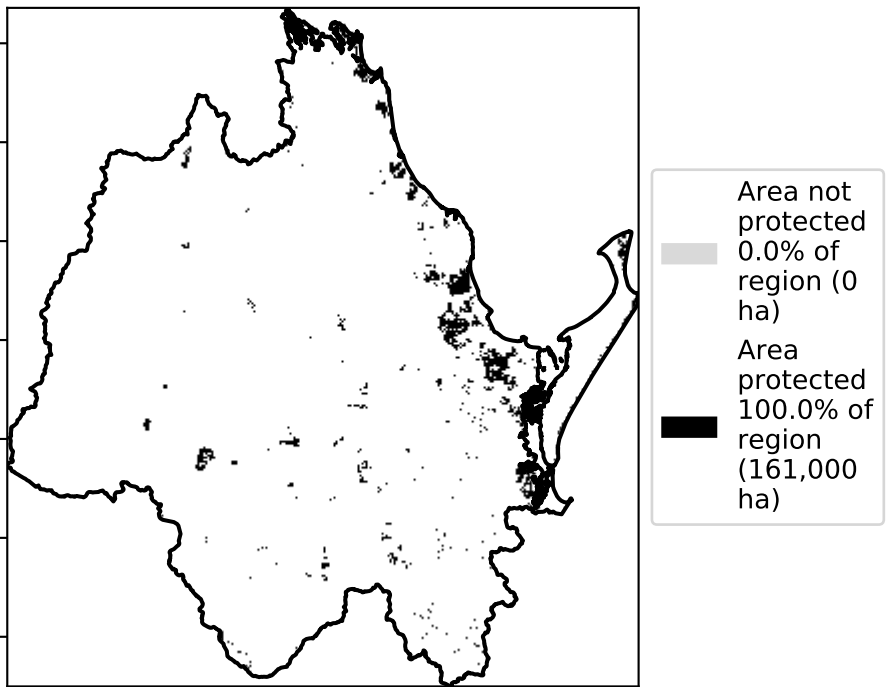 Area not
protected
0.0% of
region (0
ha)
Area
protected
100.0% of
region
(161,000
ha)